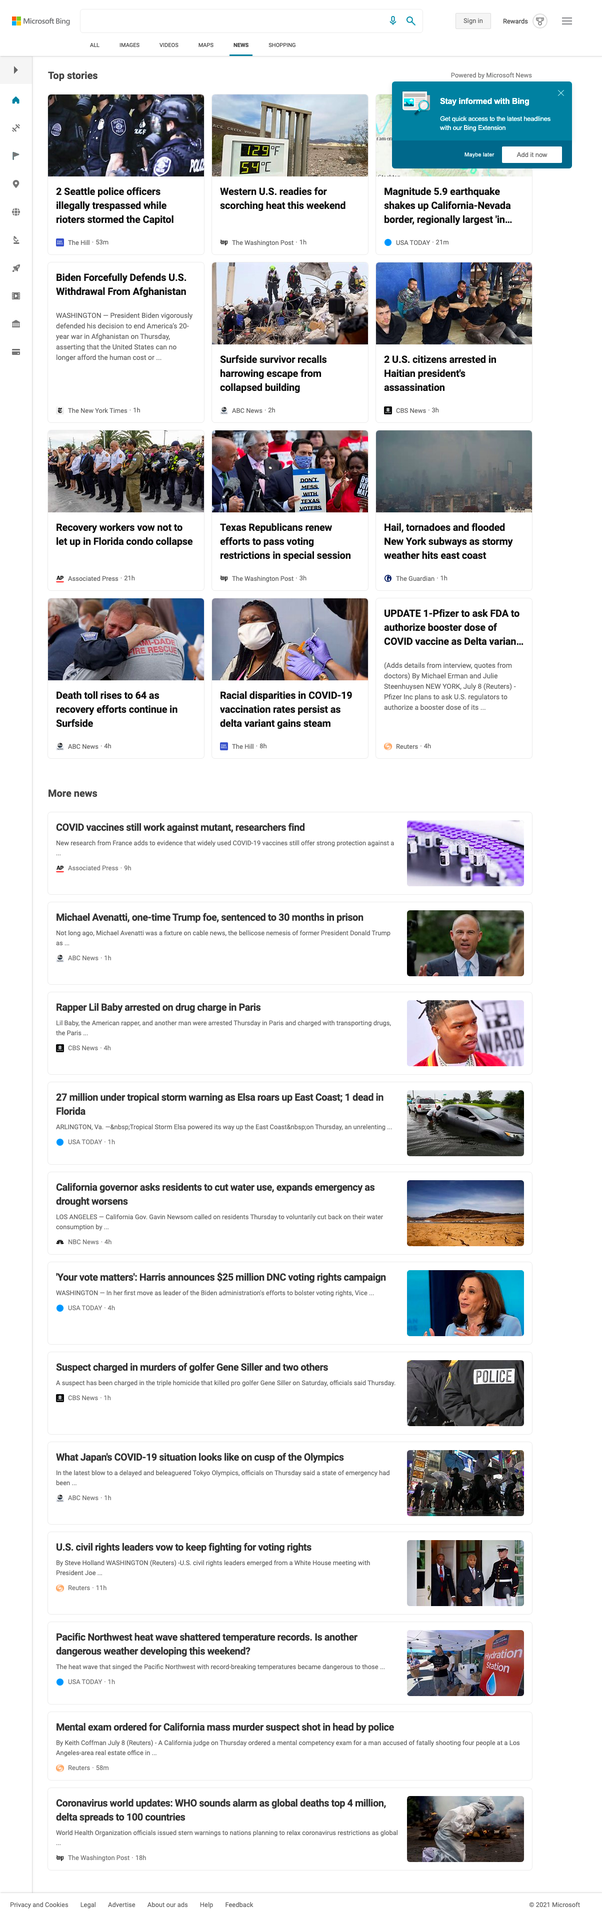 Microsoft Bing
Sign in
Rewards
ALL
IMAGES
VIDEOS
MAPS
NEWS
SHOPPING
Top stories
Powered by Microsoft News
Stay informed with Bing
Get quick access to the latest headlines
with our Bing Extension
Maybe later
Add it now
129°F
54°C
2 Seattle police officers
illegally trespassed while
rioters stormed the Capitol
The Hill · 53m
Western U.S. readies for
scorching heat this weekend
The Washington Post · 1h
Magnitude 5.9 earthquake
shakes up California-Nevada
border, regionally largest 'in...
USA TODAY · 21m
Biden Forcefully Defends U.S.
Withdrawal From Afghanistan
WASHINGTON — President Biden vigorously
defended his decision to end America's 20-
year war in Afghanistan on Thursday,
asserting that the United States can no
longer afford the human cost or ...
The New York Times · 1h
Surfside survivor recalls
harrowing escape from
collapsed building
ABC News · 2h
2 U.S. citizens arrested in
Haitian president's
assassination
CBS News · 3h
Recovery workers vow not to
let up in Florida condo collapse
AP Associated Press · 21h
DON'T
MESS
WITH
TEXAS
VOTERS
Texas Republicans renew
efforts to pass voting
restrictions in special session
The Washington Post · 3h
Hail, tornadoes and flooded
New York subways as stormy
weather hits east coast
The Guardian · 1h
MI-DADE
FIRE RESCUE
Death toll rises to 64 as
recovery efforts continue in
Surfside
ABC News · 4h
Racial disparities in COVID-19
vaccination rates persist as
delta variant gains steam
The Hill · 8h
UPDATE 1-Pfizer to ask FDA to
authorize booster dose of
COVID vaccine as Delta varian...
(Adds details from interview, quotes from
doctors) By Michael Erman and Julie
Steenhuysen NEW YORK, July 8 (Reuters) -
Pfizer Inc plans to ask U.S. regulators to
authorize a booster dose of its ...
Reuters · 4h
More news
COVID vaccines still work against mutant, researchers find
New research from France adds to evidence that widely used COVID-19 vaccines still offer strong protection against a
...
AP Associated Press · 9h
Michael Avenatti, one-time Trump foe, sentenced to 30 months in prison
Not long ago, Michael Avenatti was a fixture on cable news, the bellicose nemesis of former President Donald Trump
as ...
ABC News · 1h
Rapper Lil Baby arrested on drug charge in Paris
Lil Baby, the American rapper, and another man were arrested Thursday in Paris and charged with transporting drugs,
the Paris ...
CBS News · 4h
27 million under tropical storm warning as Elsa roars up East Coast; 1 dead in
Florida
ARLINGTON, Va. —&nbsp;Tropical Storm Elsa powered its way up the East Coast&nbsp;on Thursday, an unrelenting ...
USA TODAY · 1h
California governor asks residents to cut water use, expands emergency as
drought worsens
LOS ANGELES — California Gov. Gavin Newsom called on residents Thursday to voluntarily cut back on their water
consumption by ...
NBC News · 4h
'Your vote matters': Harris announces $25 million DNC voting rights campaign
WASHINGTON — In her first move as leader of the Biden administration's efforts to bolster voting rights, Vice ...
USA TODAY · 4h
Suspect charged in murders of golfer Gene Siller and two others
A suspect has been charged in the triple homicide that killed pro golfer Gene Siller on Saturday, officials said Thursday.
CBS News · 1h
POLICE
What Japan's COVID-19 situation looks like on cusp of the Olympics
In the latest blow to a delayed and beleaguered Tokyo Olympics, officials on Thursday said a state of emergency had
been ...
ABC News · 1h
U.S. civil rights leaders vow to keep fighting for voting rights
By Steve Holland WASHINGTON (Reuters) -U.S. civil rights leaders emerged from a White House meeting with
President Joe ...
Reuters · 11h
Pacific Northwest heat wave shattered temperature records. Is another
dangerous weather developing this weekend?
The heat wave that singed the Pacific Northwest with record-breaking temperatures became dangerous to those ...
USA TODAY · 1h
ydration
Station
Mental exam ordered for California mass murder suspect shot in head by police
By Keith Coffman July 8 (Reuters) - A California judge on Thursday ordered a mental competency exam for a man accused of fatally shooting four people at a Los
Angeles-area real estate office in ...
Reuters · 58m
Coronavirus world updates: WHO sounds alarm as global deaths top 4 million,
delta spreads to 100 countries
World Health Organization officials issued stern warnings to nations planning to relax coronavirus restrictions as global
...
The Washington Post · 18h
Privacy and Cookies
Legal
Advertise
About our ads
Help
Feedback
© 2021 Microsoft